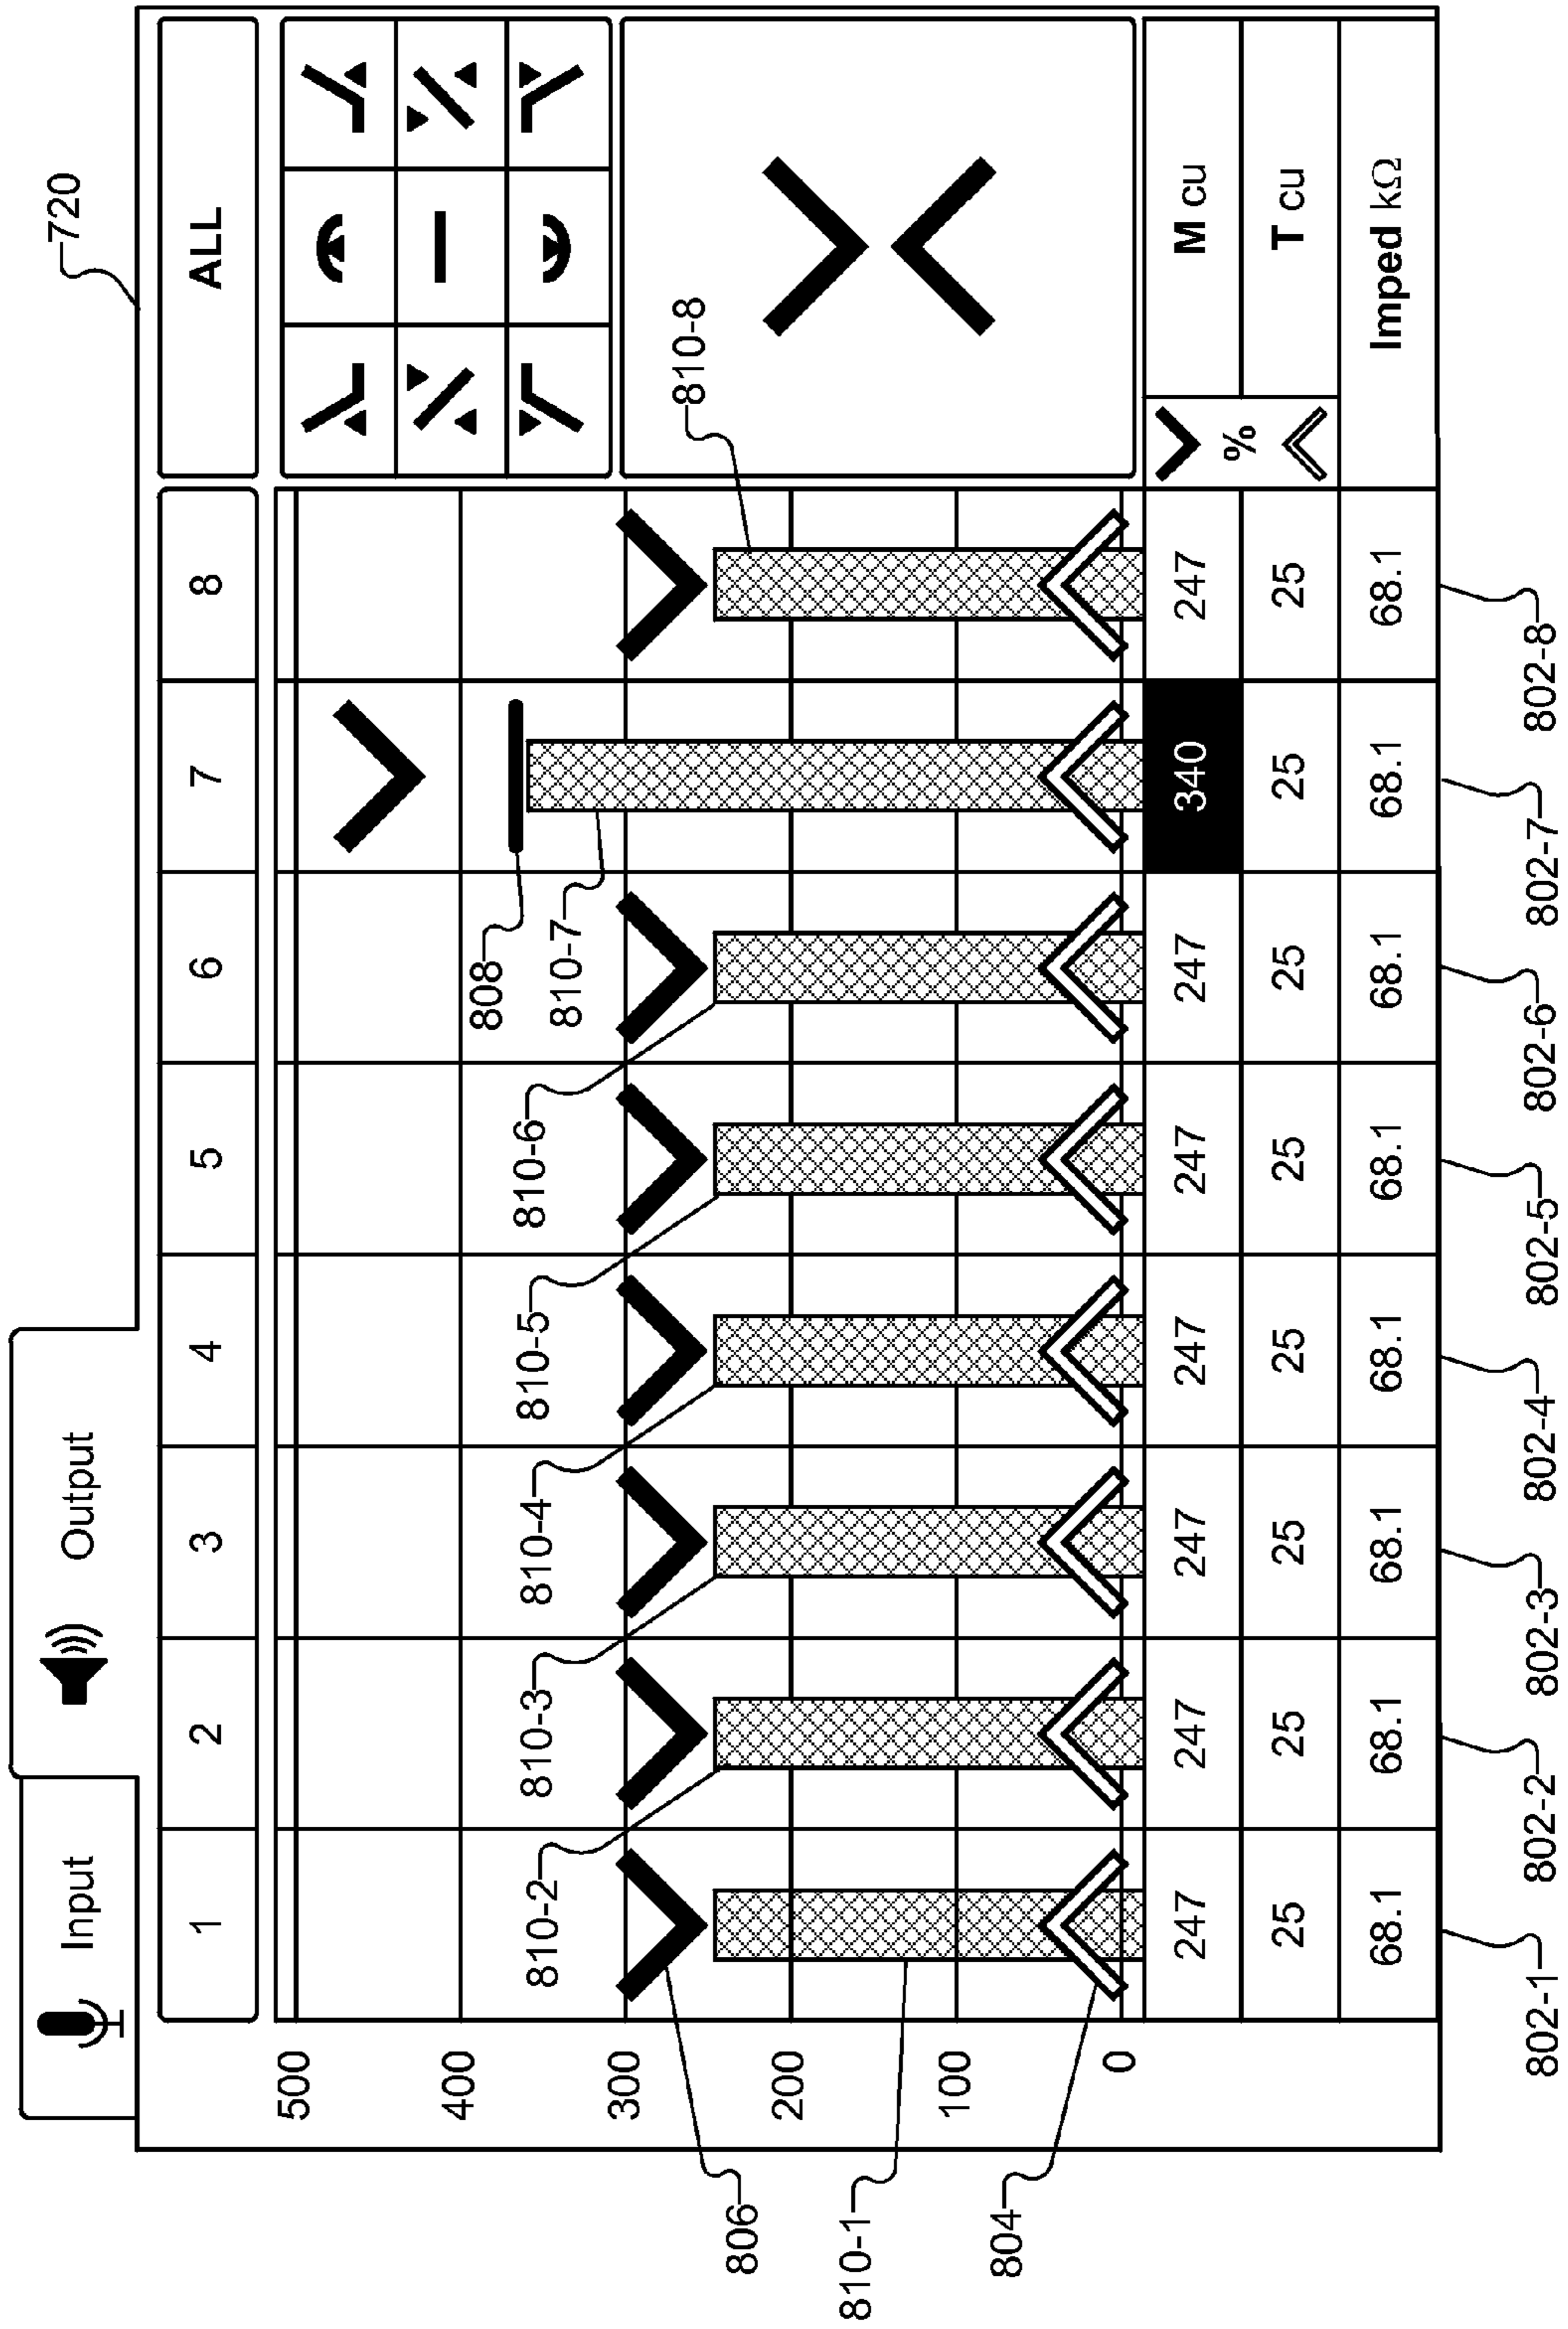 720
Input
Output
1 2 3 4 5 6 7 8 ALL
500
400
300
200
100
0
806
810-1
804
810-2
810-3
810-4
810-5
810-6
808
810-7
810-8
247 247 247 247 247 247 340 247 M cu
%
25 25 25 25 25 25 25 25 T cu
68.1 68.1 68.1 68.1 68.1 68.1 68.1 68.1 Imped kΩ
802-1 802-2 802-3 802-4 802-5 802-6 802-7 802-8